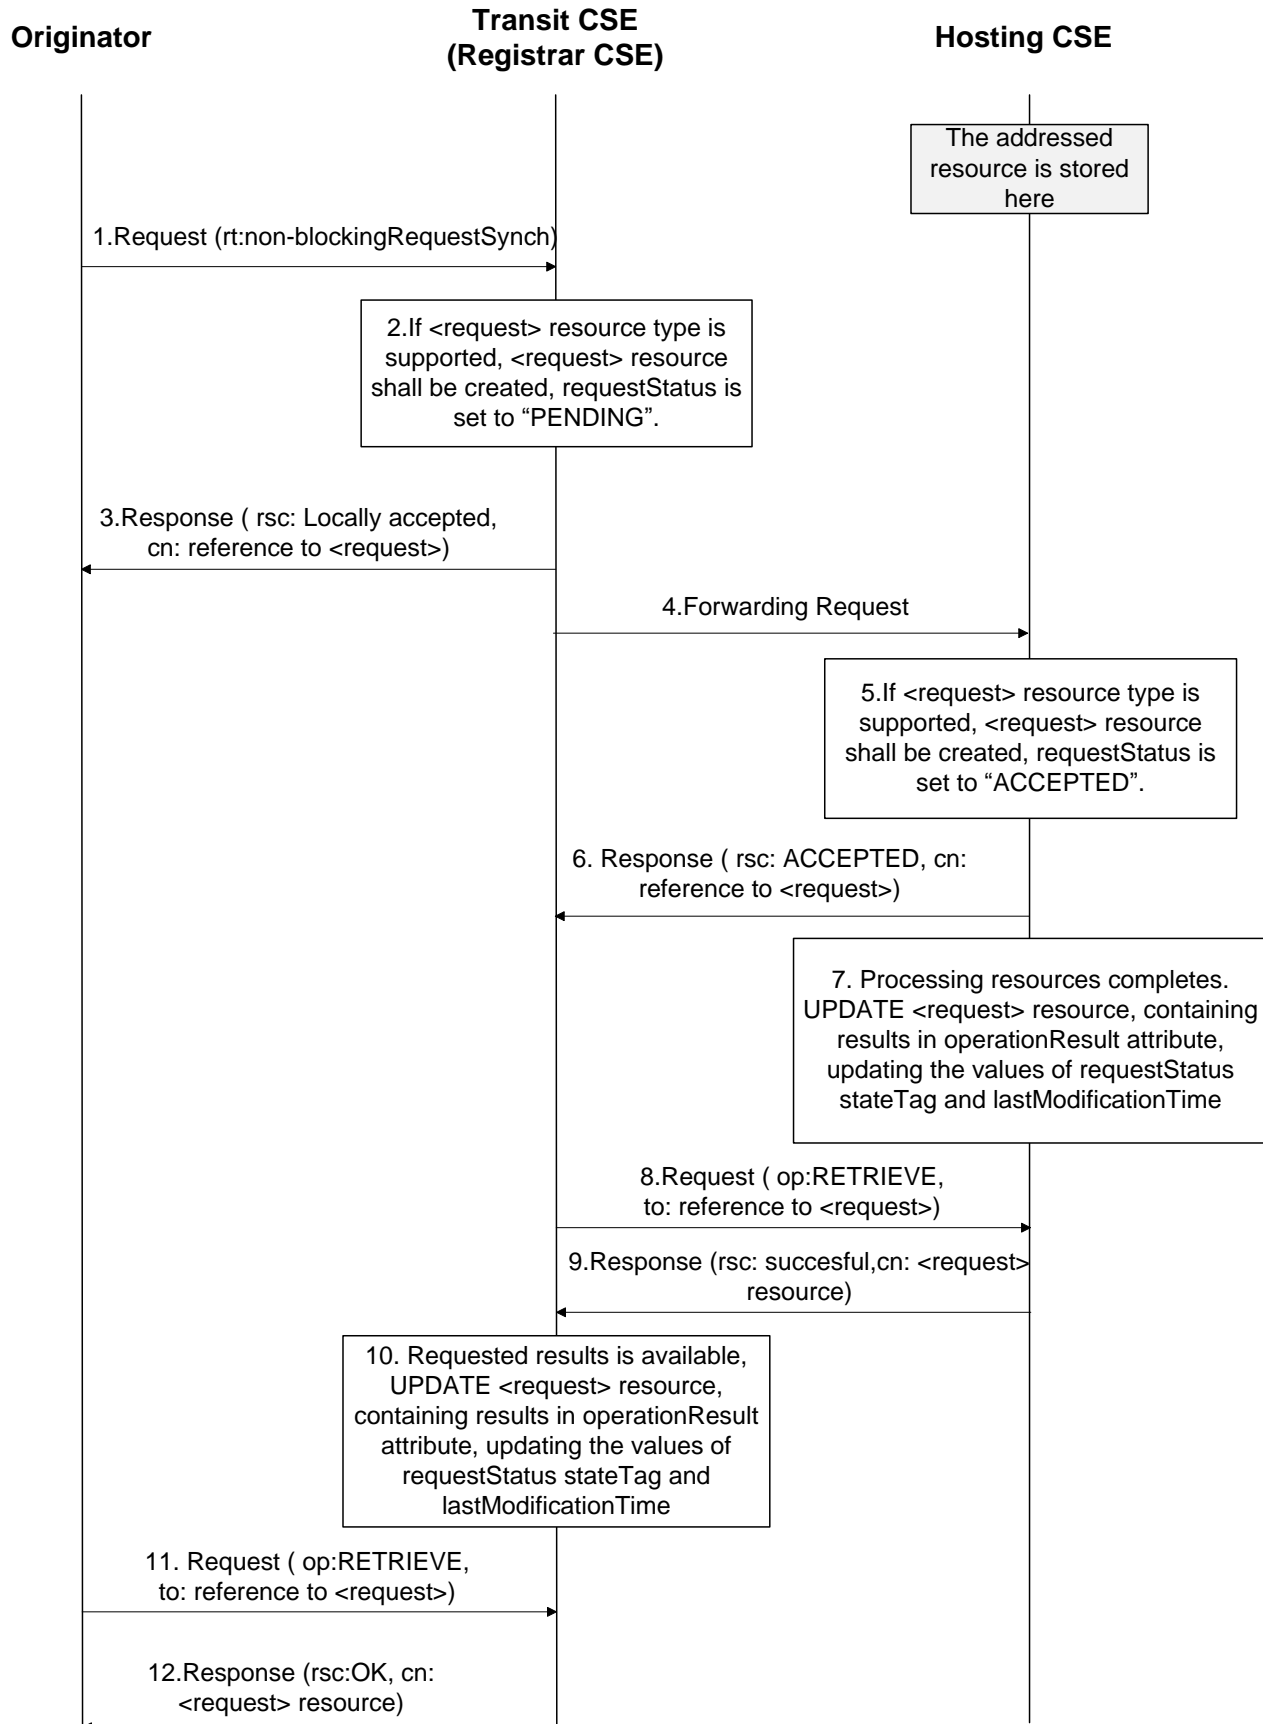 Originator
Transit CSE
(Registrar CSE)
Hosting CSE
The addressed
resource is stored
here
1.Request (rt:non-blockingRequestSynch)
2.If <request> resource type is
supported, <request> resource
shall be created, requestStatus is
set to “PENDING”.
3.Response ( rsc: Locally accepted,
cn: reference to <request>)
4.Forwarding Request
5.If <request> resource type is
supported, <request> resource
shall be created, requestStatus is
set to “ACCEPTED”.
6. Response ( rsc: ACCEPTED, cn:
reference to <request>)
7. Processing resources completes.
UPDATE <request> resource, containing
results in operationResult attribute,
updating the values of requestStatus
stateTag and lastModificationTime
8.Request ( op:RETRIEVE,
to: reference to <request>)
9.Response (rsc: succesful,cn: <request>
resource)
10. Requested results is available,
UPDATE <request> resource,
containing results in operationResult
attribute, updating the values of
requestStatus stateTag and
lastModificationTime
11. Request ( op:RETRIEVE,
to: reference to <request>)
12.Response (rsc:OK, cn:
<request> resource)